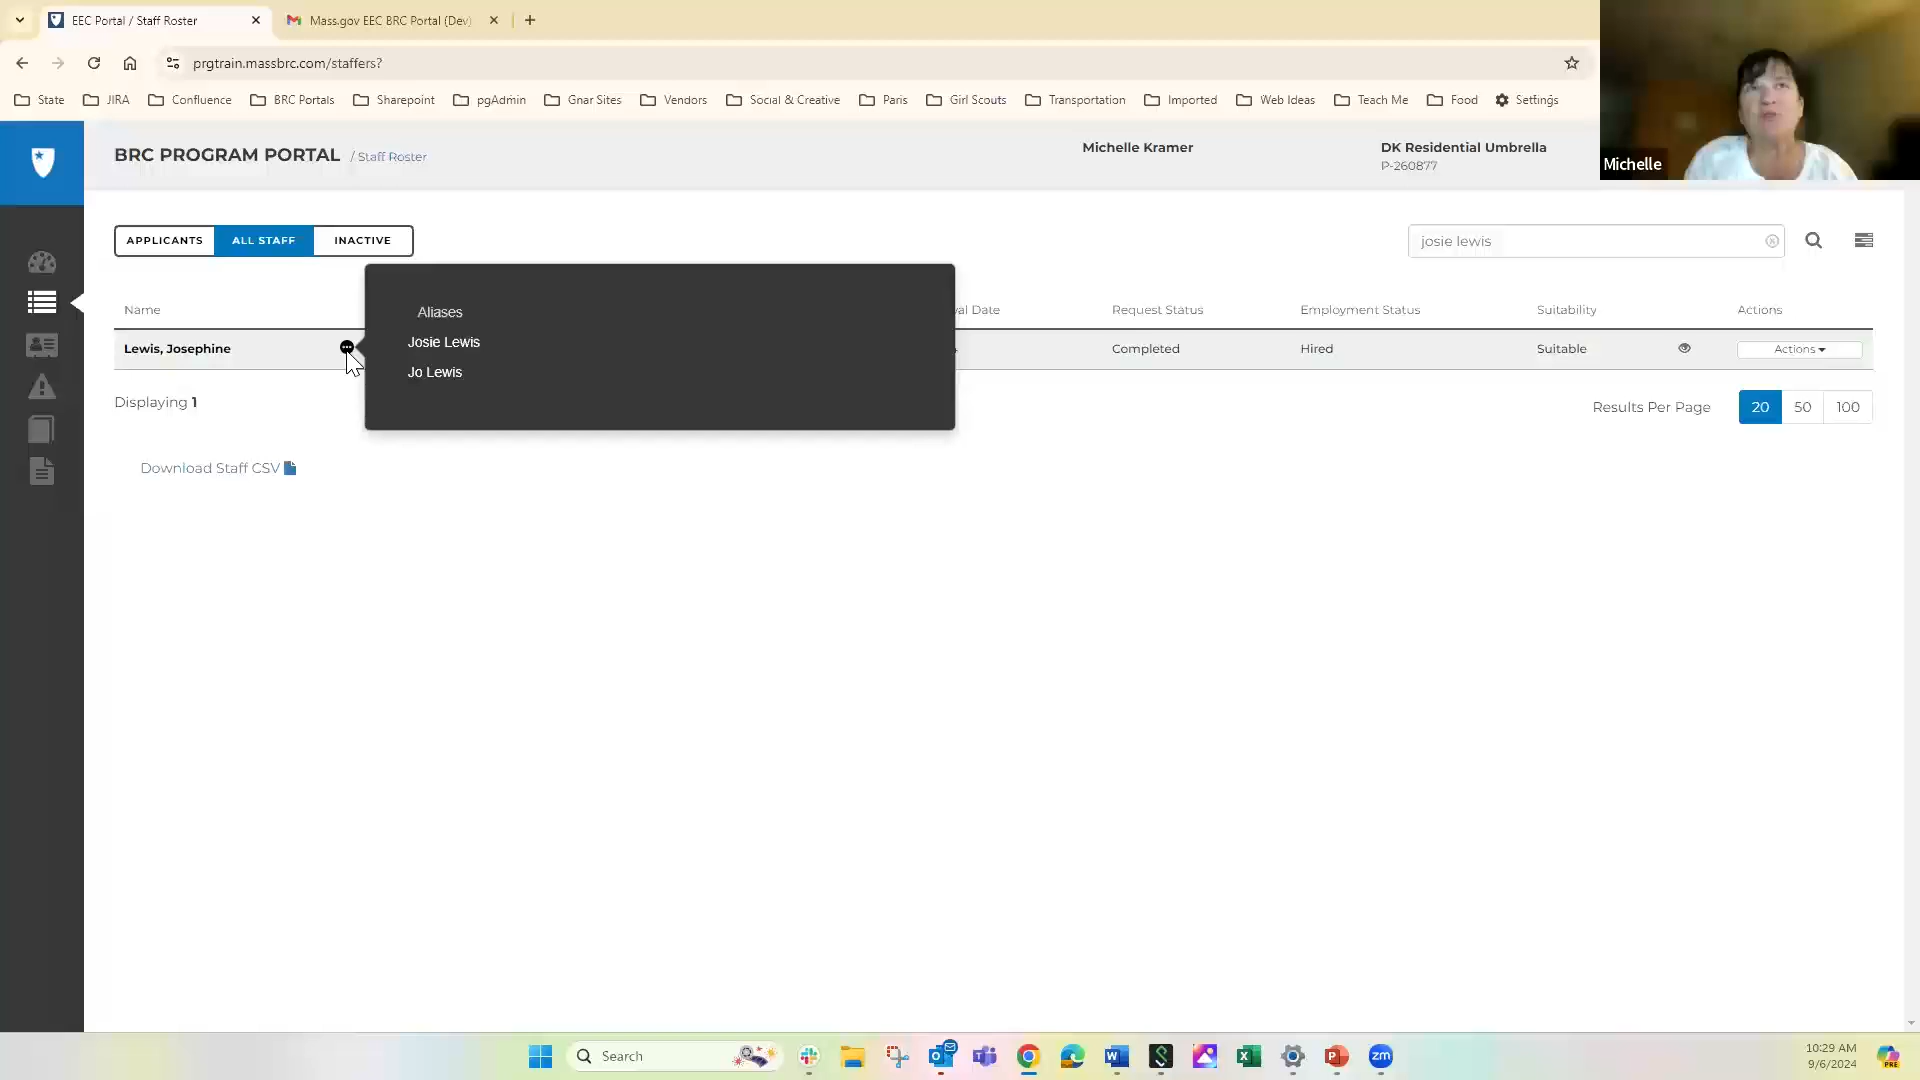 EEC Portal / Staff Roster
Mass.gov EEC BRC Portal (Dev)
prgtrain.massbrc.com/staffers?
State JIRA Confluence BRC Portals Sharepoint pgAdmin Gnar Sites Vendors Social & Creative Paris Girl Scouts Transportation Imported Web Ideas Teach Me Food Settings
Michelle
BRC PROGRAM PORTAL / Staff Roster
Michelle Kramer
DK Residential Umbrella
P-260877
APPLICANTS ALL STAFF INACTIVE
josie lewis
Name Date Request Status Employment Status Suitability Actions
Aliases
Josie Lewis
Jo Lewis
Lewis, Josephine Completed Hired Suitable Actions
Displaying 1
Results Per Page 20 50 100
Download Staff CSV
Search
10:29 AM
9/6/2024